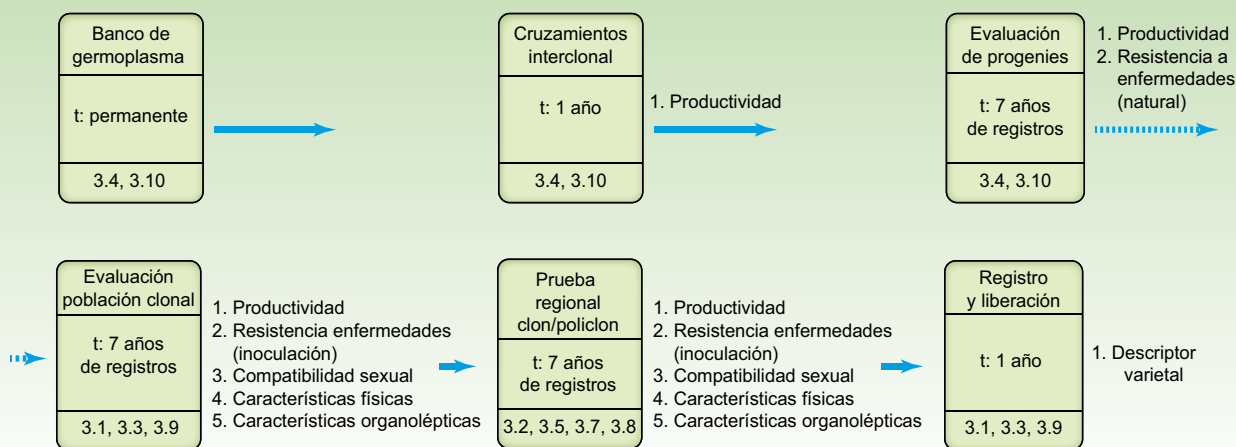 Banco de
germoplasma
t: permanente
3.4, 3.10
Cruzamientos
interclonal
t: 1 año
3.4, 3.10
1. Productividad
Evaluación
de progenies
t: 7 años
de registros
3.4, 3.10
1. Productividad
2. Resistencia a
enfermedades
(natural)
Evaluación
población clonal
t: 7 años
de registros
3.1, 3.3, 3.9
1. Productividad
2. Resistencia enfermedades
(inoculación)
3. Compatibilidad sexual
4. Características físicas
5. Características organolépticas
Prueba
regional
clon/policlon
t: 7 años
de registros
3.2, 3.5, 3.7, 3.8
1. Productividad
2. Resistencia enfermedades
(inoculación)
3. Compatibilidad sexual
4. Características físicas
5. Características organolépticas
Registro
y liberación
t: 1 año
3.1, 3.3, 3.9
1. Descriptor
varietal